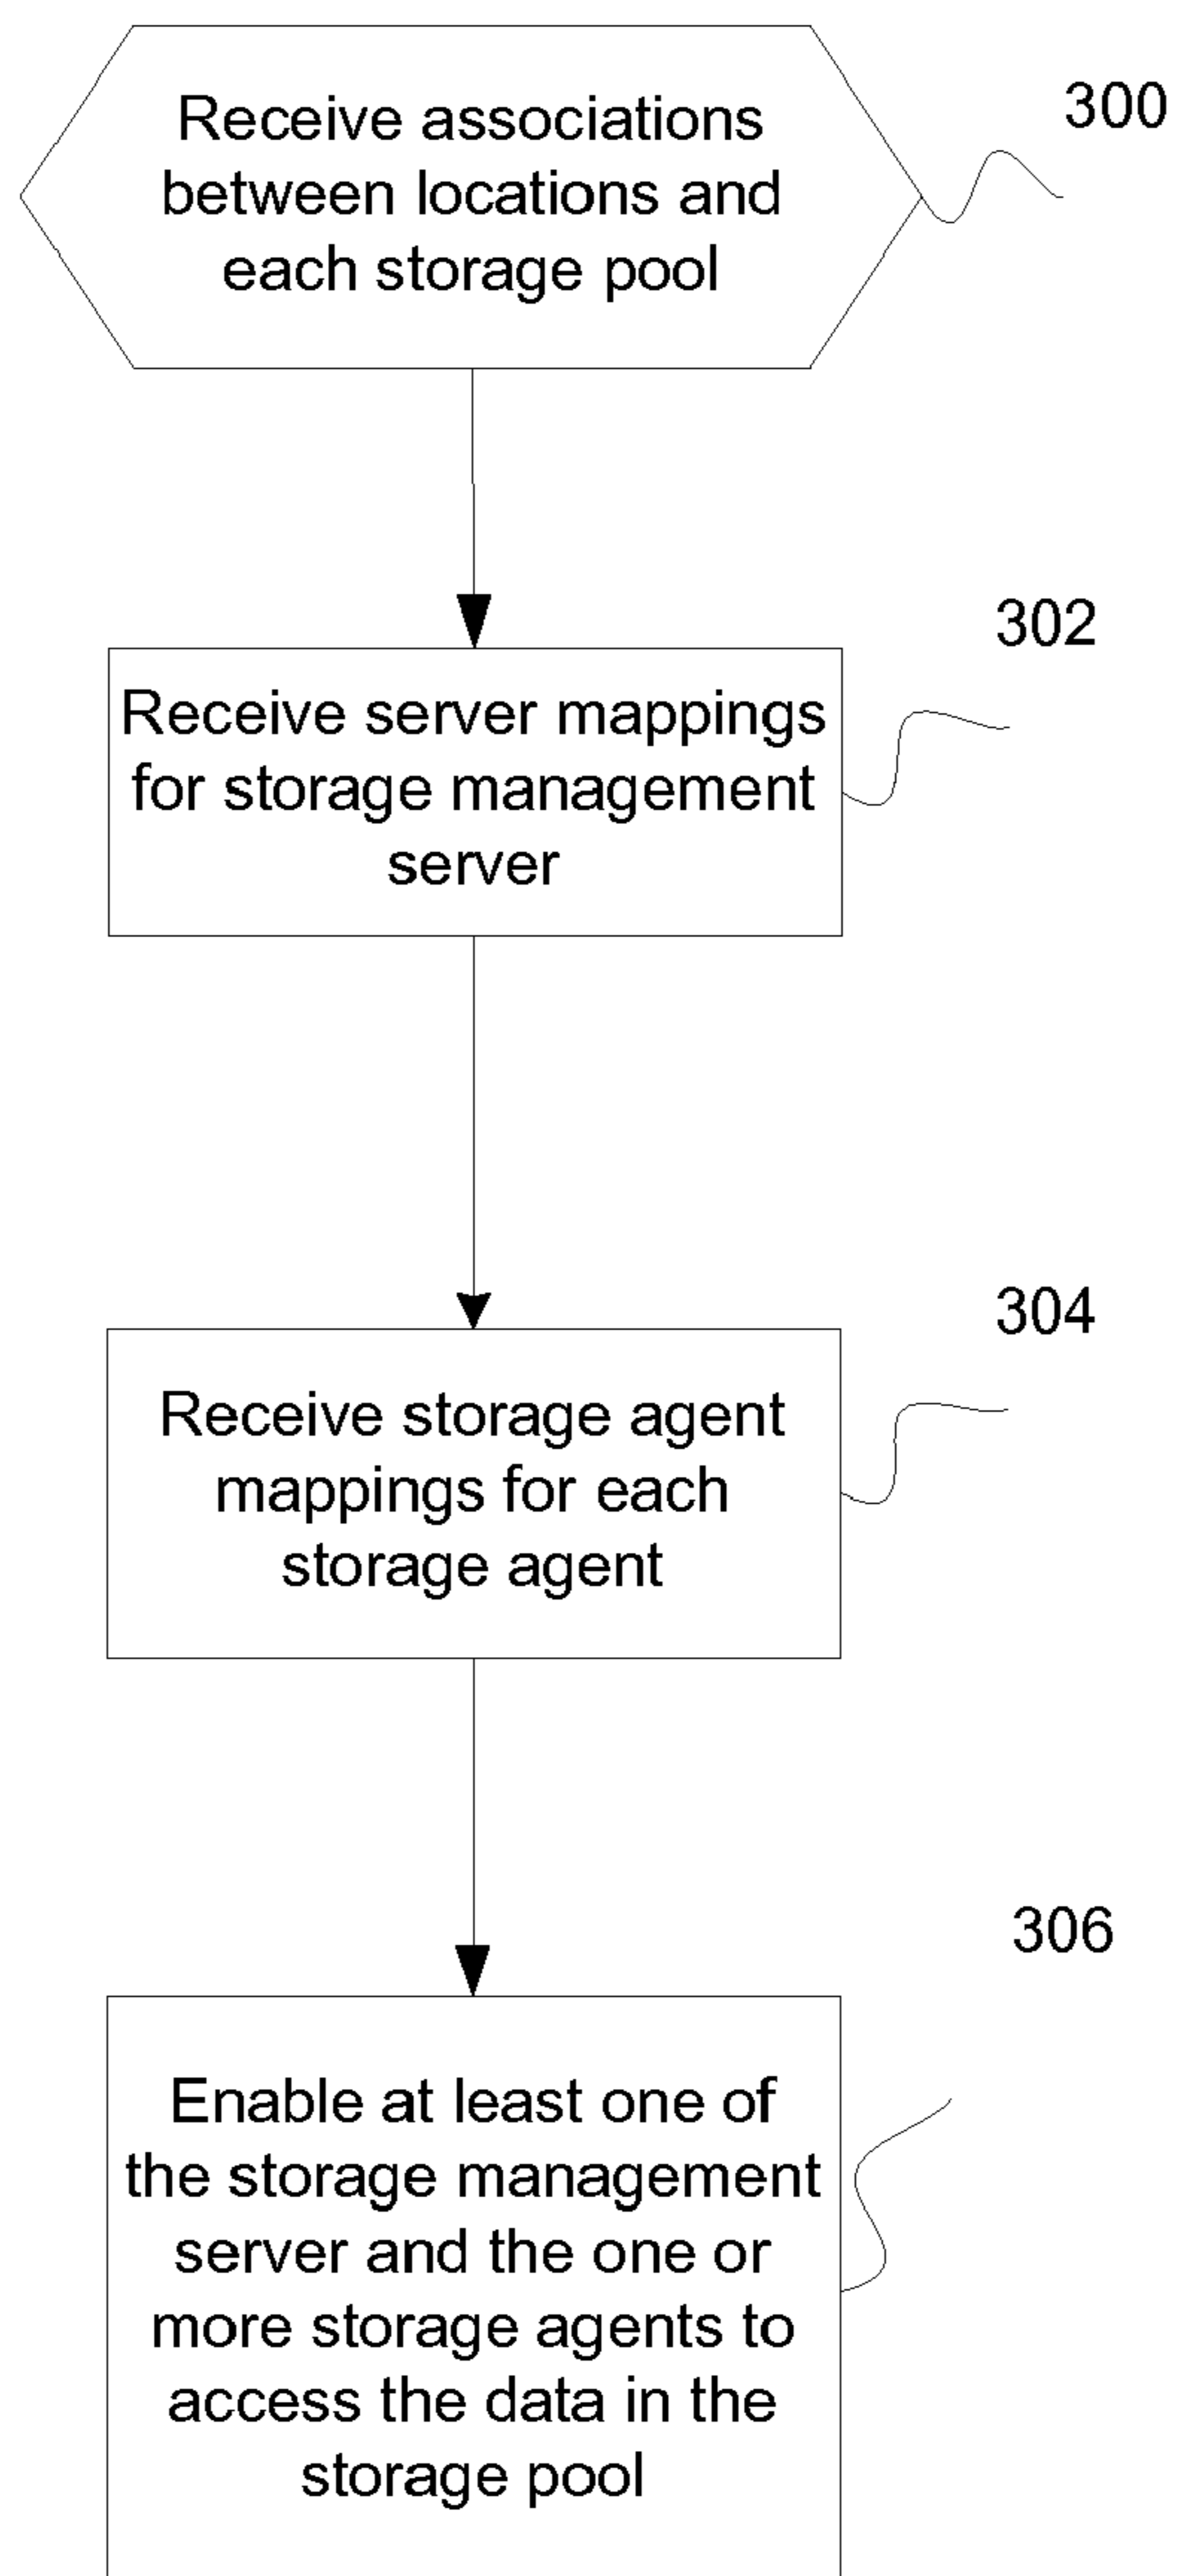 Receive associations
between locations and
each storage pool
300
Receive server mappings
for storage management
server
302
Receive storage agent
mappings for each
storage agent
304
Enable at least one of
the storage management
server and the one or
more storage agents to
access the data in the
storage pool
306